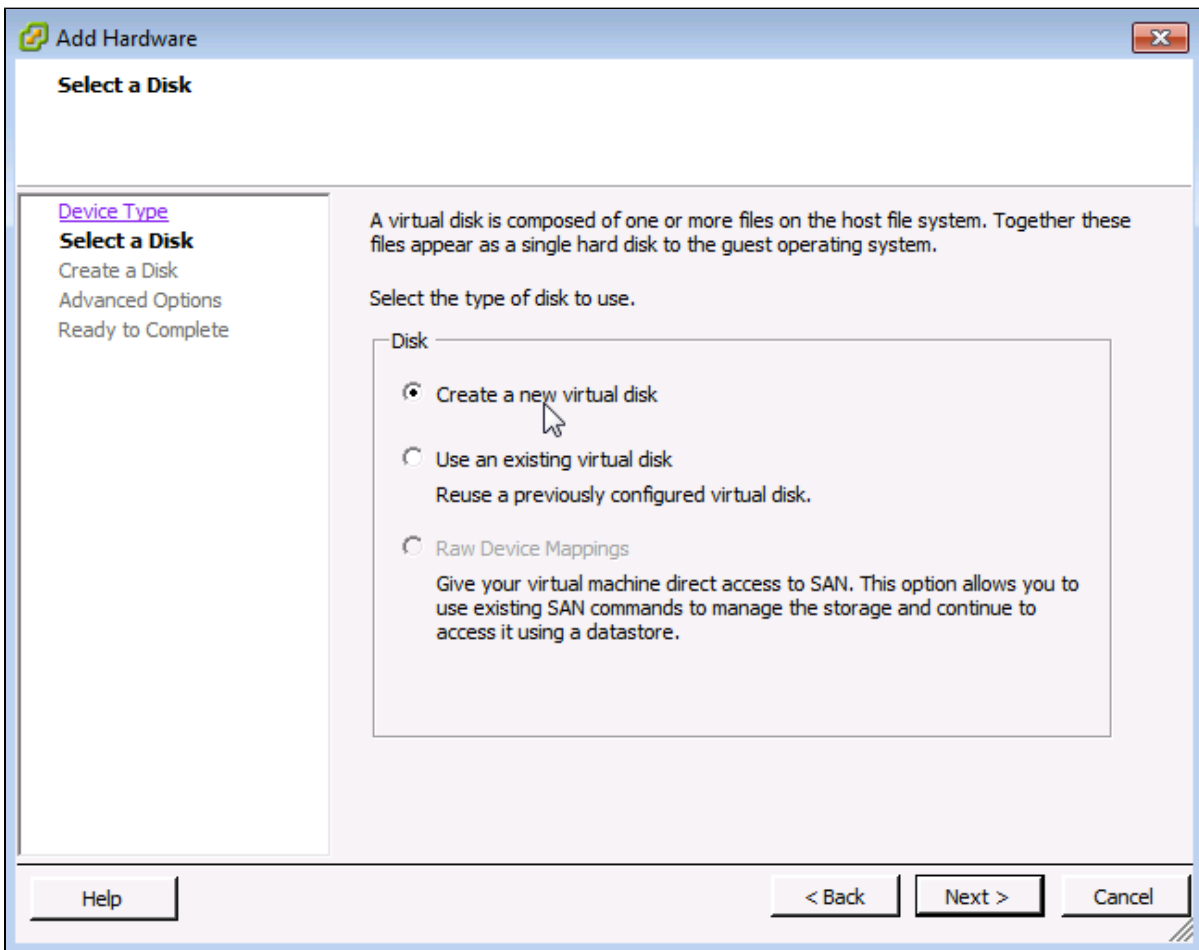 Add Hardware
Select a Disk
Device Type
Select a Disk
Create a Disk
Advanced Options
Ready to Complete
A virtual disk is composed of one or more files on the host file system. Together these
files appear as a single hard disk to the guest operating system.
Select the type of disk to use.
Disk
Create a new virtual disk
Use an existing virtual disk
Reuse a previously configured virtual disk.
Raw Device Mappings
Give your virtual machine direct access to SAN. This option allows you to
use existing SAN commands to manage the storage and continue to
access it using a datastore.
Help
< Back
Next >
Cancel